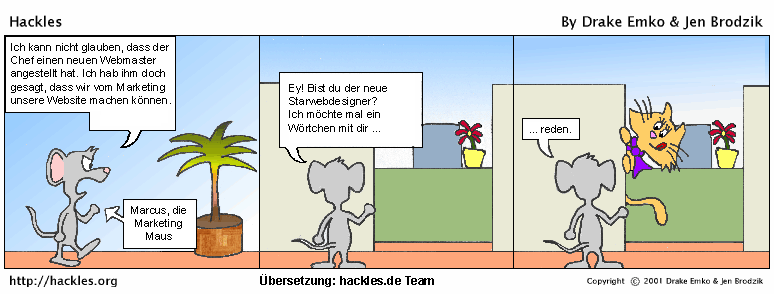 Hackles
By Drake Emko & Jen Brodzik
Ich kann nicht glauben, dass der
Chef einen neuen Webmaster
angestellt hat. Ich hab ihm doch
gesagt, dass wir vom Marketing
unsere Website machen können.
Marcus, die
Marketing
Maus
Ey! Bist du der neue
Starwebdesigner?
Ich möchte mal ein
Wörtchen mit dir ...
... reden.
http://hackles.org
Übersetzung: hackles.de Team
Copyright © 2001 Drake Emko & Jen Brodzik